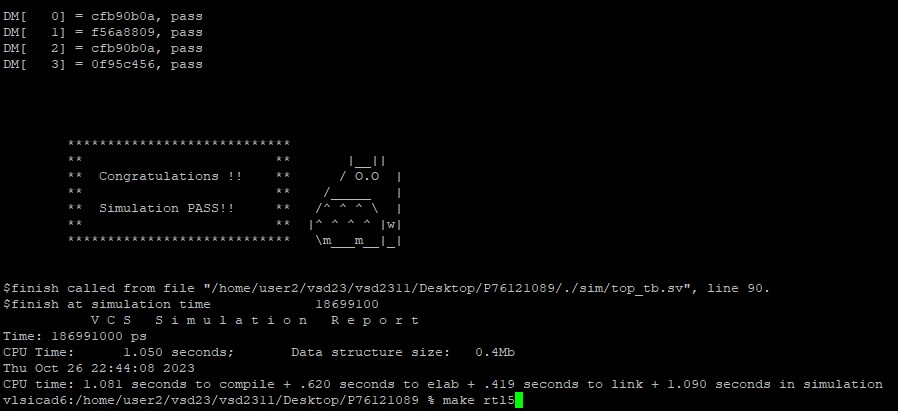 DM[   0] = cfb90b0a, pass
DM[   1] = f56a8809, pass
DM[   2] = cfb90b0a, pass
DM[   3] = 0f95c456, pass
        ****************************
        **                        **         |__||
        **  Congratulations !!    **        / O.O  |
        **                        **      /_____   |
        **  Simulation PASS!!     **     /^ ^ ^ \  |
        **                        **    |^ ^ ^ ^ |w|
        ****************************     \m___m__|_|
$finish called from file "/home/user2/vsd23/vsd2311/Desktop/P76121089/./sim/top_tb.sv", line 90.
$finish at simulation time             18699100
           V C S   S i m u l a t i o n   R e p o r t
Time: 186991000 ps
CPU Time:      1.050 seconds;       Data structure size:   0.4Mb
Thu Oct 26 22:44:08 2023
CPU time: 1.081 seconds to compile + .620 seconds to elab + .419 seconds to link + 1.090 seconds in simulation
vlsicad6:/home/user2/vsd23/vsd2311/Desktop/P76121089 % make rtl5